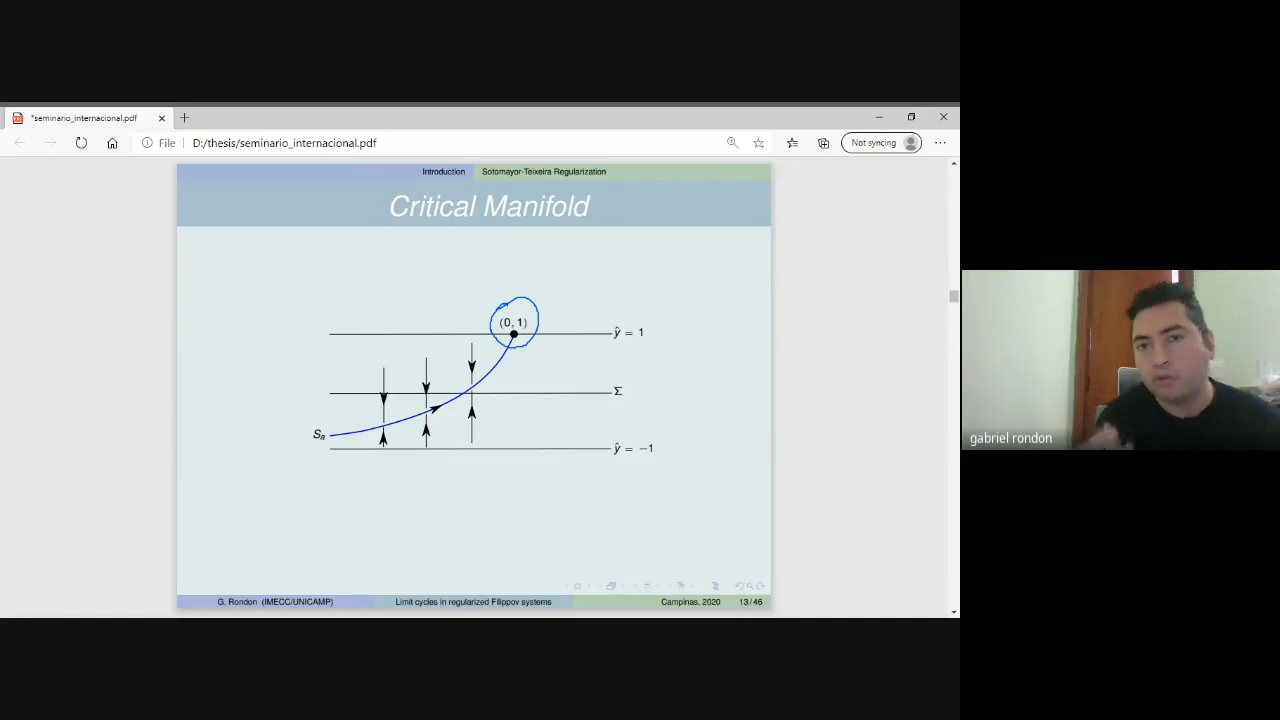 *seminario_internacional.pdf
File D:/thesis/seminario_internacional.pdf
Not syncing
Introduction Sotomayor-Teixeira Regularization
Critical Manifold
(0, 1)
ŷ = 1
Σ
Sₐ
ŷ = −1
gabriel rondon
G. Rondon (IMECC/UNICAMP) Limit cycles in regularized Filippov systems Campinas, 2020 13 / 46